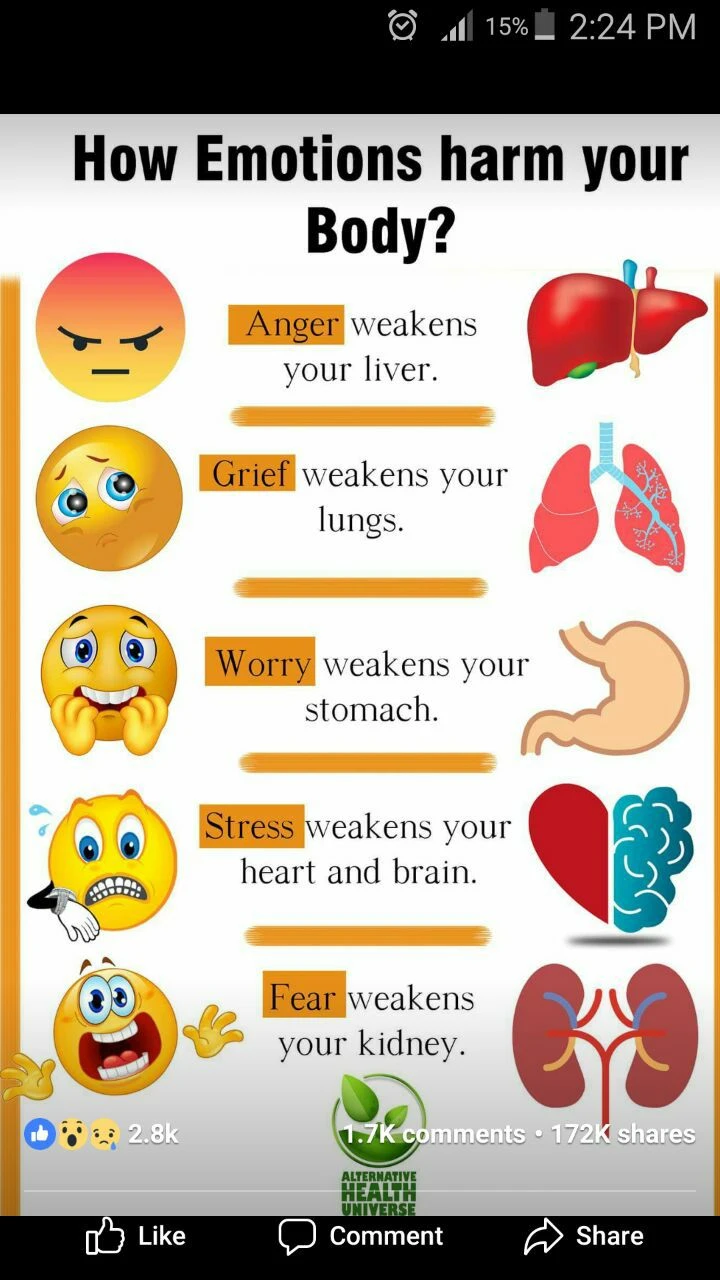 15% 2:24 PM
How Emotions harm your
Body?
Anger weakens
your liver.
Grief weakens your
lungs.
Worry weakens your
stomach.
Stress weakens your
heart and brain.
Fear weakens
your kidney.
2.8k 1.7K comments • 172K shares
ALTERNATIVE
HEALTH
UNIVERSE
Like Comment Share